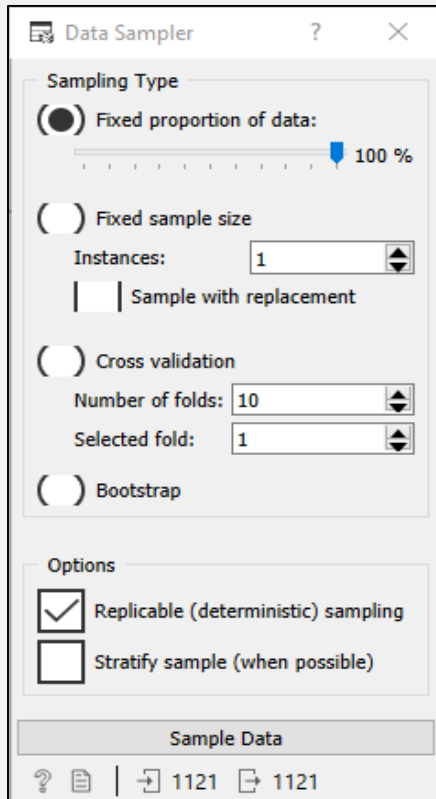 Data Sampler ?
Sampling Type
Fixed proportion of data:
100 %
Fixed sample size
Instances: 1
Sample with replacement
Cross validation
Number of folds: 10
Selected fold: 1
Bootstrap
Options
Replicable (deterministic) sampling
Stratify sample (when possible)
Sample Data
? 1121 1121